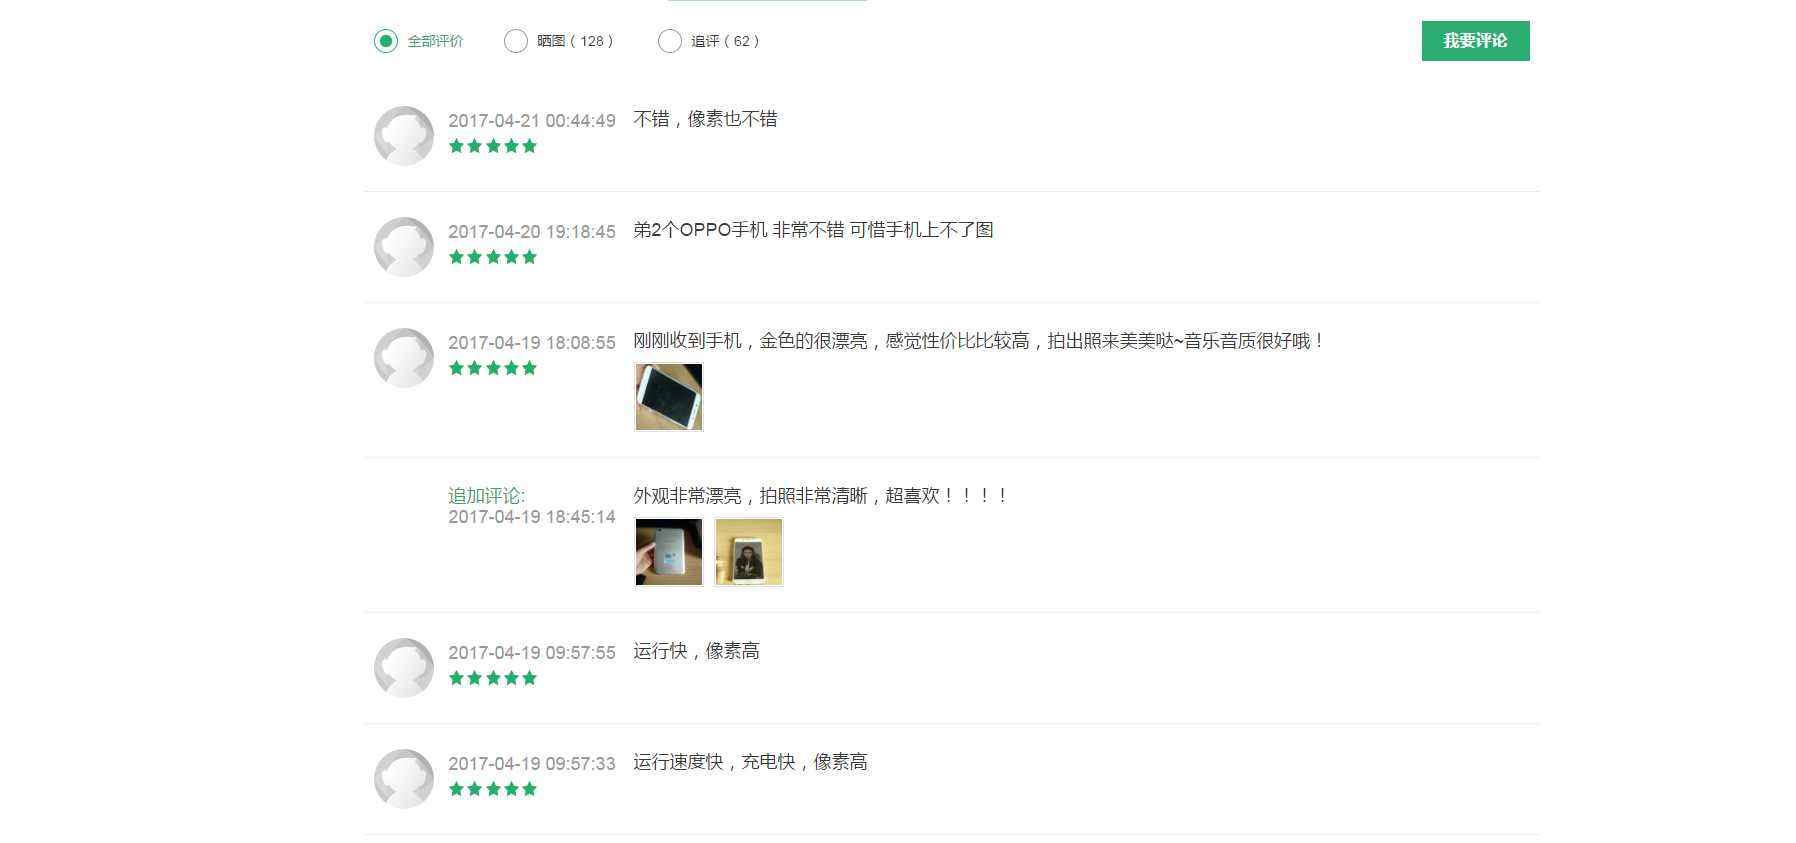 全部评价 晒图（128） 追评（62） 我要评论
2017-04-21 00:44:49 不错，像素也不错
2017-04-20 19:18:45 弟2个OPPO手机 非常不错 可惜手机上不了图
2017-04-19 18:08:55 刚刚收到手机，金色的很漂亮，感觉性价比比较高，拍出照来美美哒~音乐音质很好哦！
追加评论: 外观非常漂亮，拍照非常清晰，超喜欢！！！！
2017-04-19 18:45:14
2017-04-19 09:57:55 运行快，像素高
2017-04-19 09:57:33 运行速度快，充电快，像素高